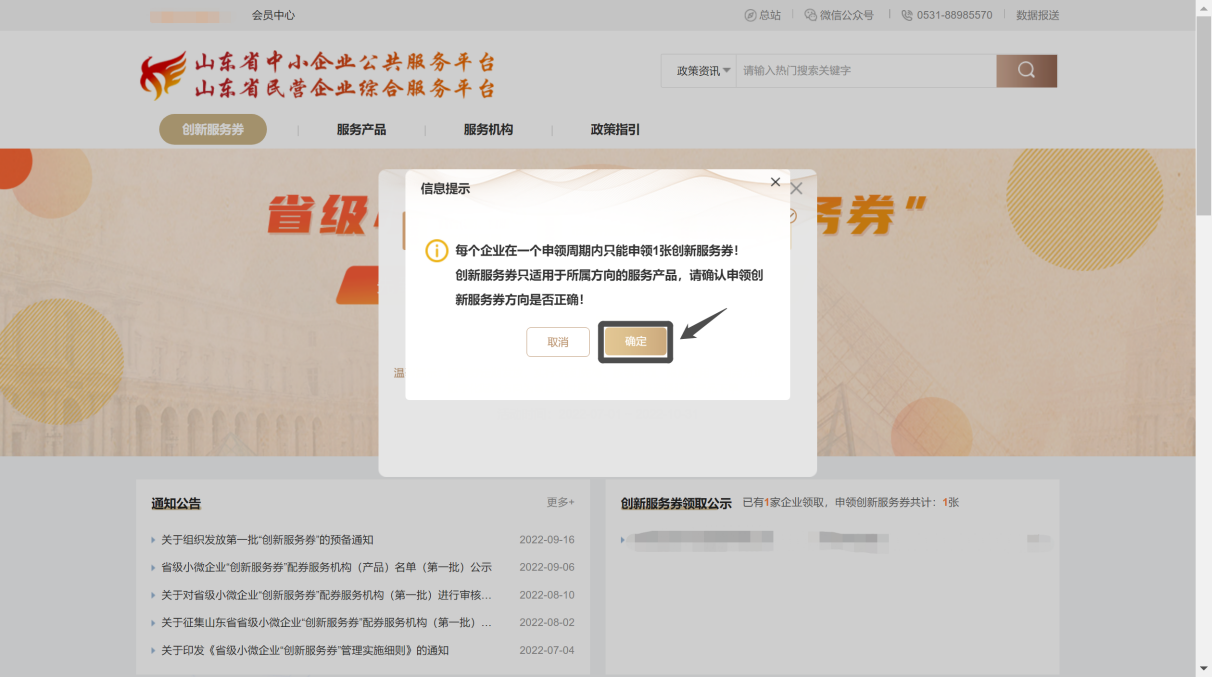 会员中心
总站
微信公众号
0531-88985570
数据报送
山东省中小企业公共服务平台
山东省民营企业综合服务平台
政策资讯
请输入热门搜索关键字
创新服务券
服务产品
服务机构
政策指引
省级
务券”
信息提示
每个企业在一个申领周期内只能申领1张创新服务券！
创新服务券只适用于所属方向的服务产品，请确认申领创
新服务券方向是否正确！
取消
确定
温
通知公告
更多+
关于组织发放第一批“创新服务券”的预备通知 2022-09-16
省级小微企业“创新服务券”配券服务机构（产品）名单（第一批）公示 2022-09-06
关于对省级小微企业“创新服务券”配券服务机构（第一批）进行审核... 2022-08-10
关于征集山东省省级小微企业“创新服务券”配券服务机构（第一批）... 2022-08-02
关于印发《省级小微企业“创新服务券”管理实施细则》的通知 2022-07-04
创新服务券领取公示 已有1家企业领取，申领创新服务券共计：1张